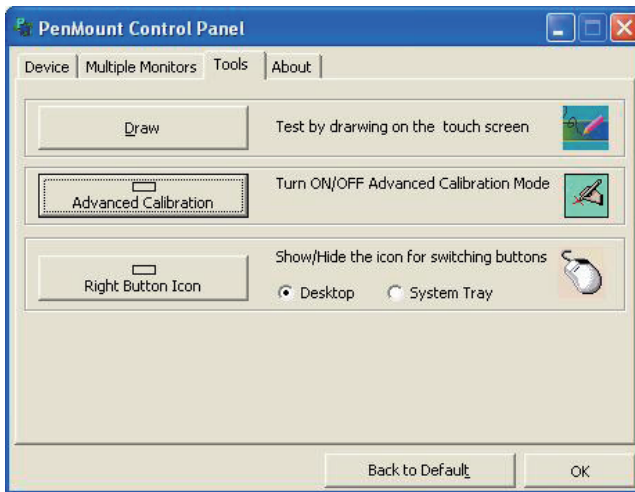 PenMount Control Panel
Device Multiple Monitors Tools About
Draw Test by drarwing on the touch screen
Advanced Calibration Turn ON/OFF Advanced Calibration Mode
Right Button Icon Show/Hide the icon for switching buttons
Desktop System Tray
Back to Default OK